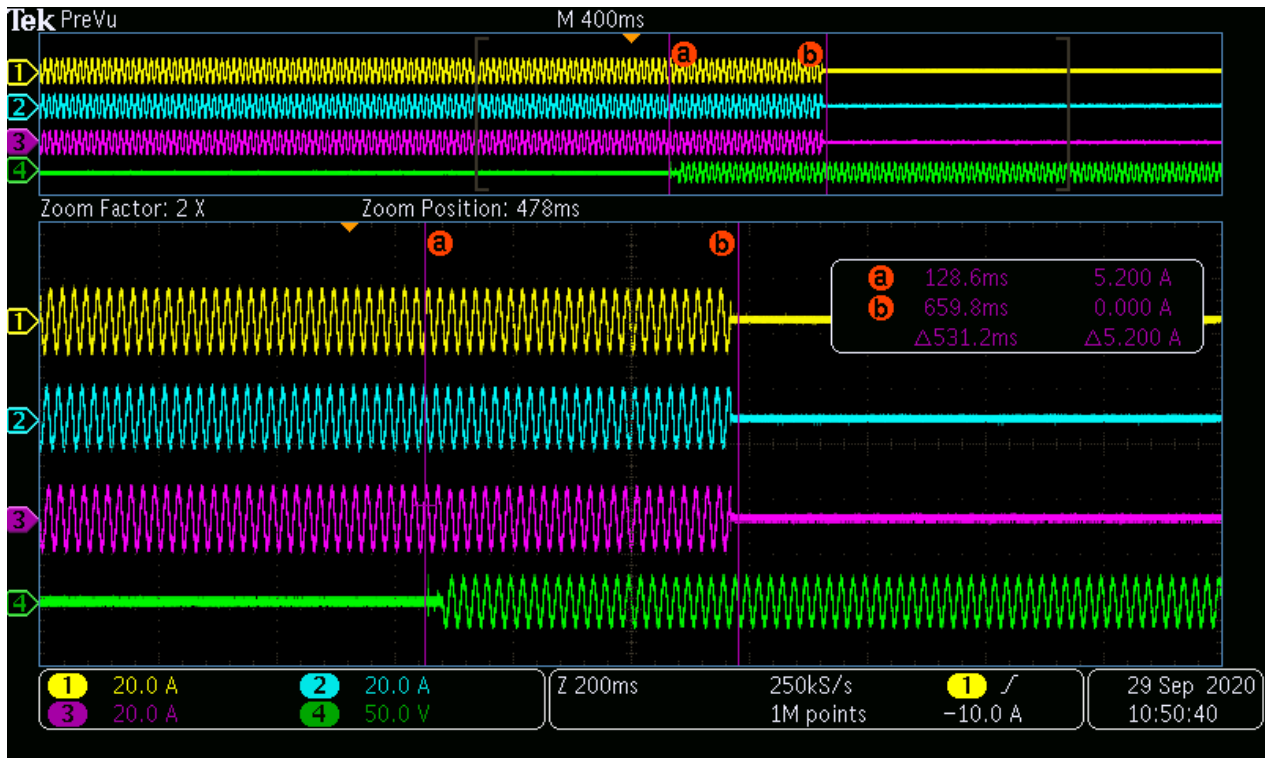 Tek PreVu M 400ms
a b
1
2
3
4
Zoom Factor: 2 X Zoom Position: 478ms
a b
a 128.6ms 5.200 A
b 659.8ms 0.000 A
Δ531.2ms Δ5.200 A
1
2
3
4
1 20.0 A 2 20.0 A Z 200ms 250kS/s 1 29 Sep 2020
3 20.0 A 4 50.0 V 1M points -10.0 A 10:50:40